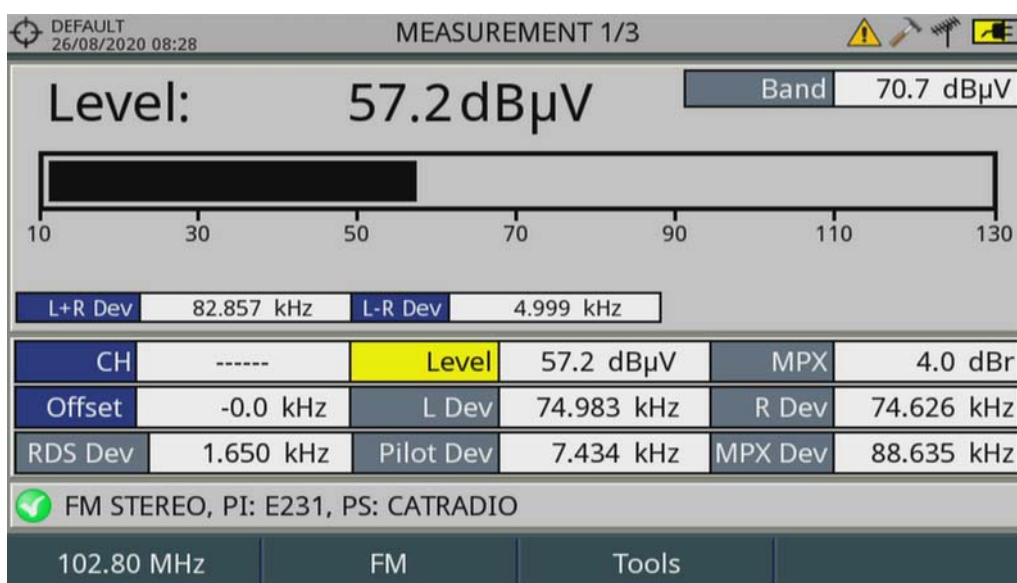 DEFAULT
26/08/2020 08:28
MEASUREMENT 1/3
Level: 57.2 dBµV
Band 70.7 dBµV
10 30 50 70 90 110 130
L+R Dev 82.857 kHz L-R Dev 4.999 kHz
CH ------ Level 57.2 dBµV MPX 4.0 dBr
Offset -0.0 kHz L Dev 74.983 kHz R Dev 74.626 kHz
RDS Dev 1.650 kHz Pilot Dev 7.434 kHz MPX Dev 88.635 kHz
FM STEREO, PI: E231, PS: CATRADIO
102.80 MHz FM Tools